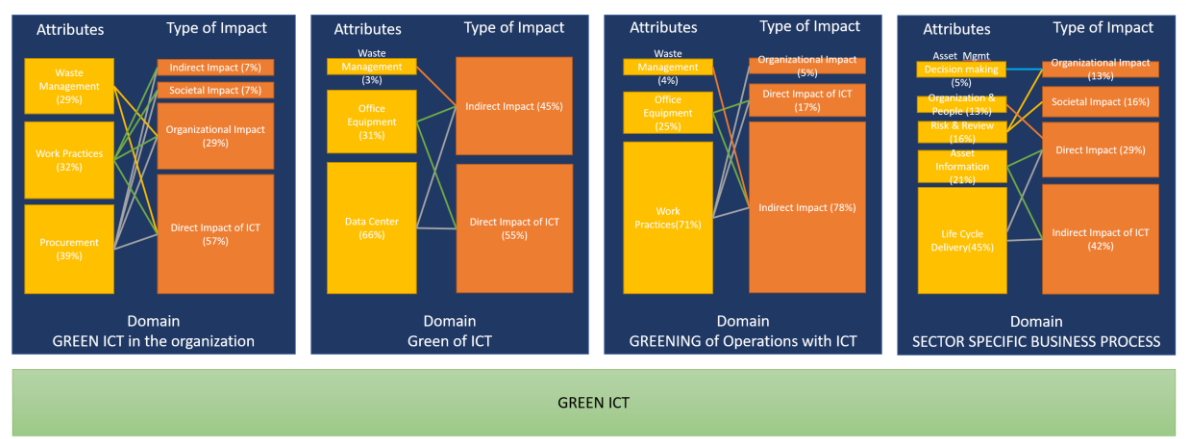 Attributes
Type of Impact
Waste
Management
(29%)
Work Practices
(32%)
Procurement
(39%)
Indirect Impact (7%)
Societal Impact (7%)
Organizational Impact
(29%)
Direct Impact of ICT
(57%)
Domain
GREEN ICT in the organization
Attributes
Type of Impact
Waste
Management
(3%)
Office
Equipment
(31%)
Data Center
(66%)
Indirect Impact (45%)
Direct Impact of ICT
(55%)
Domain
Green of ICT
Attributes
Type of Impact
Waste
Management
(4%)
Office
Equipment
(25%)
Work
Practices(71%)
Organizational Impact
(5%)
Direct Impact of ICT
(17%)
Indirect Impact (78%)
Domain
GREENING of Operations with ICT
Attributes
Type of Impact
Asset Mgmt
Decision making
(5%)
Organization &
People (13%)
Risk & Review
(16%)
Asset
Information
(21%)
Life Cycle
Delivery(45%)
Organizational Impact
(13%)
Societal Impact (16%)
Direct Impact (29%)
Indirect Impact of ICT
(42%)
Domain
SECTOR SPECIFIC BUSINESS PROCESS
GREEN ICT